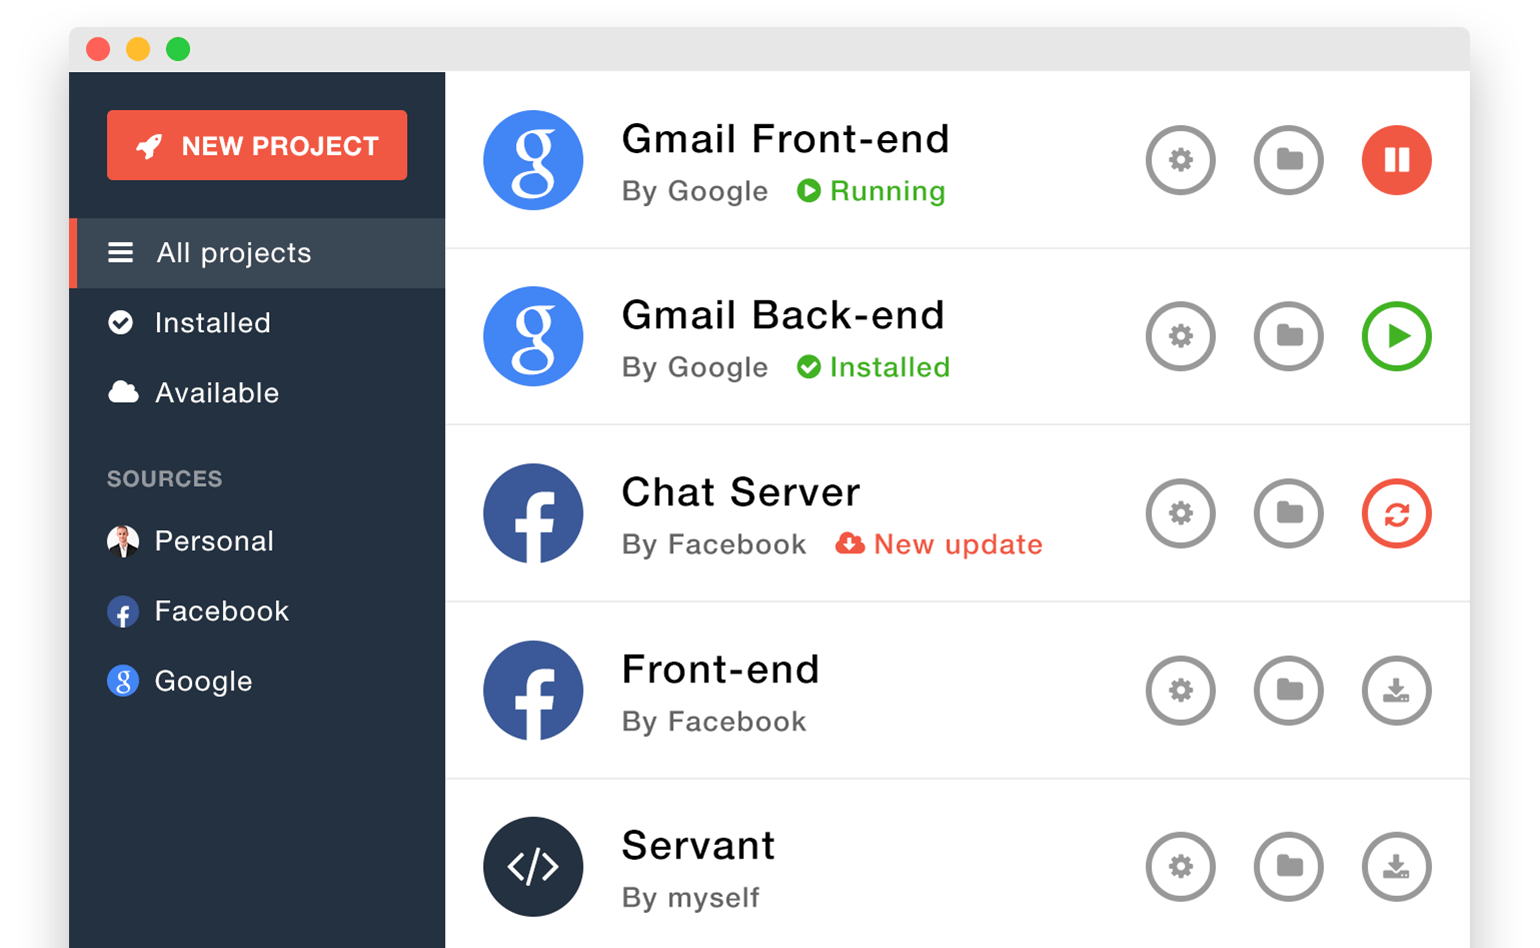 NEW PROJECT
All projects
Installed
Available
SOURCES
Personal
Facebook
Google
Gmail Front-end
By Google Running
Gmail Back-end
By Google Installed
Chat Server
By Facebook New update
Front-end
By Facebook
Servant
By myself